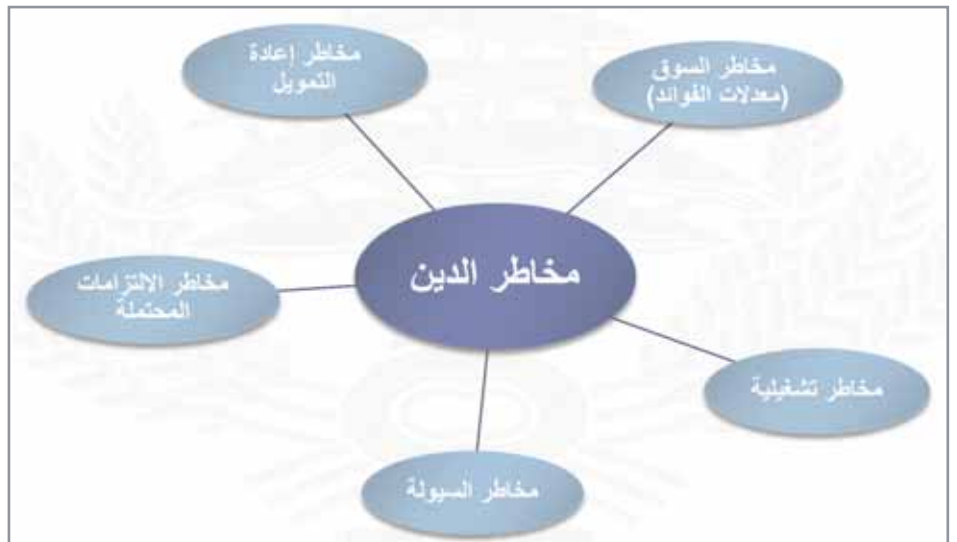 مخاطر السوق
(معدلات الفوائد)
مخاطر إعادة
التمويل
مخاطر الدين
مخاطر الالتزامات
المحتملة
مخاطر تشغيلية
مخاطر السيولة